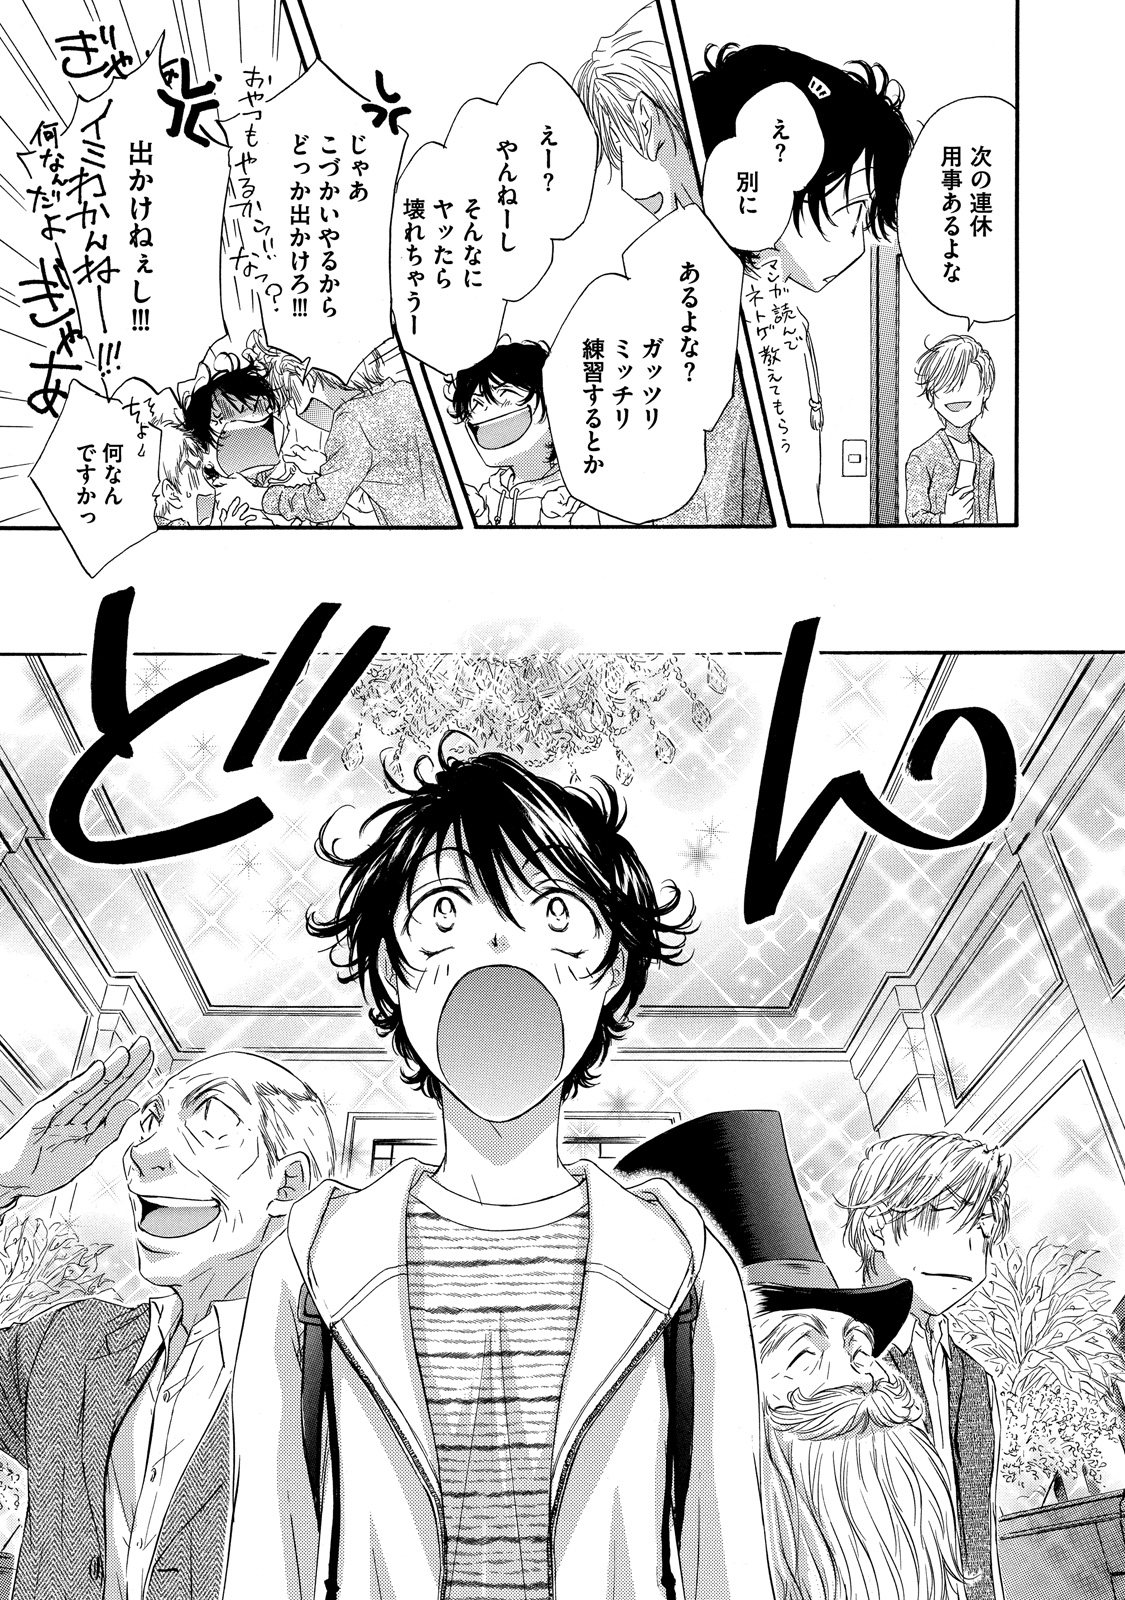 次の連休
用事あるよな
え?
別に
マンガ読んで
ネトゲ教えてもらう
あるよな?
ガッツリ
ミッチリ
練習するとか
えー?
やんねーし
そんなに
ヤッたら
壊れちゃうー
じゃあ
こづかいやるから
どっか出かけろ!!!
おやつもやるから!!
なっ?
出かけねぇし!!!
イミわかんねー!!!
何なんだよー
ぎゃ
ぎゃあ
ちょ
何なん
ですかっ
どん